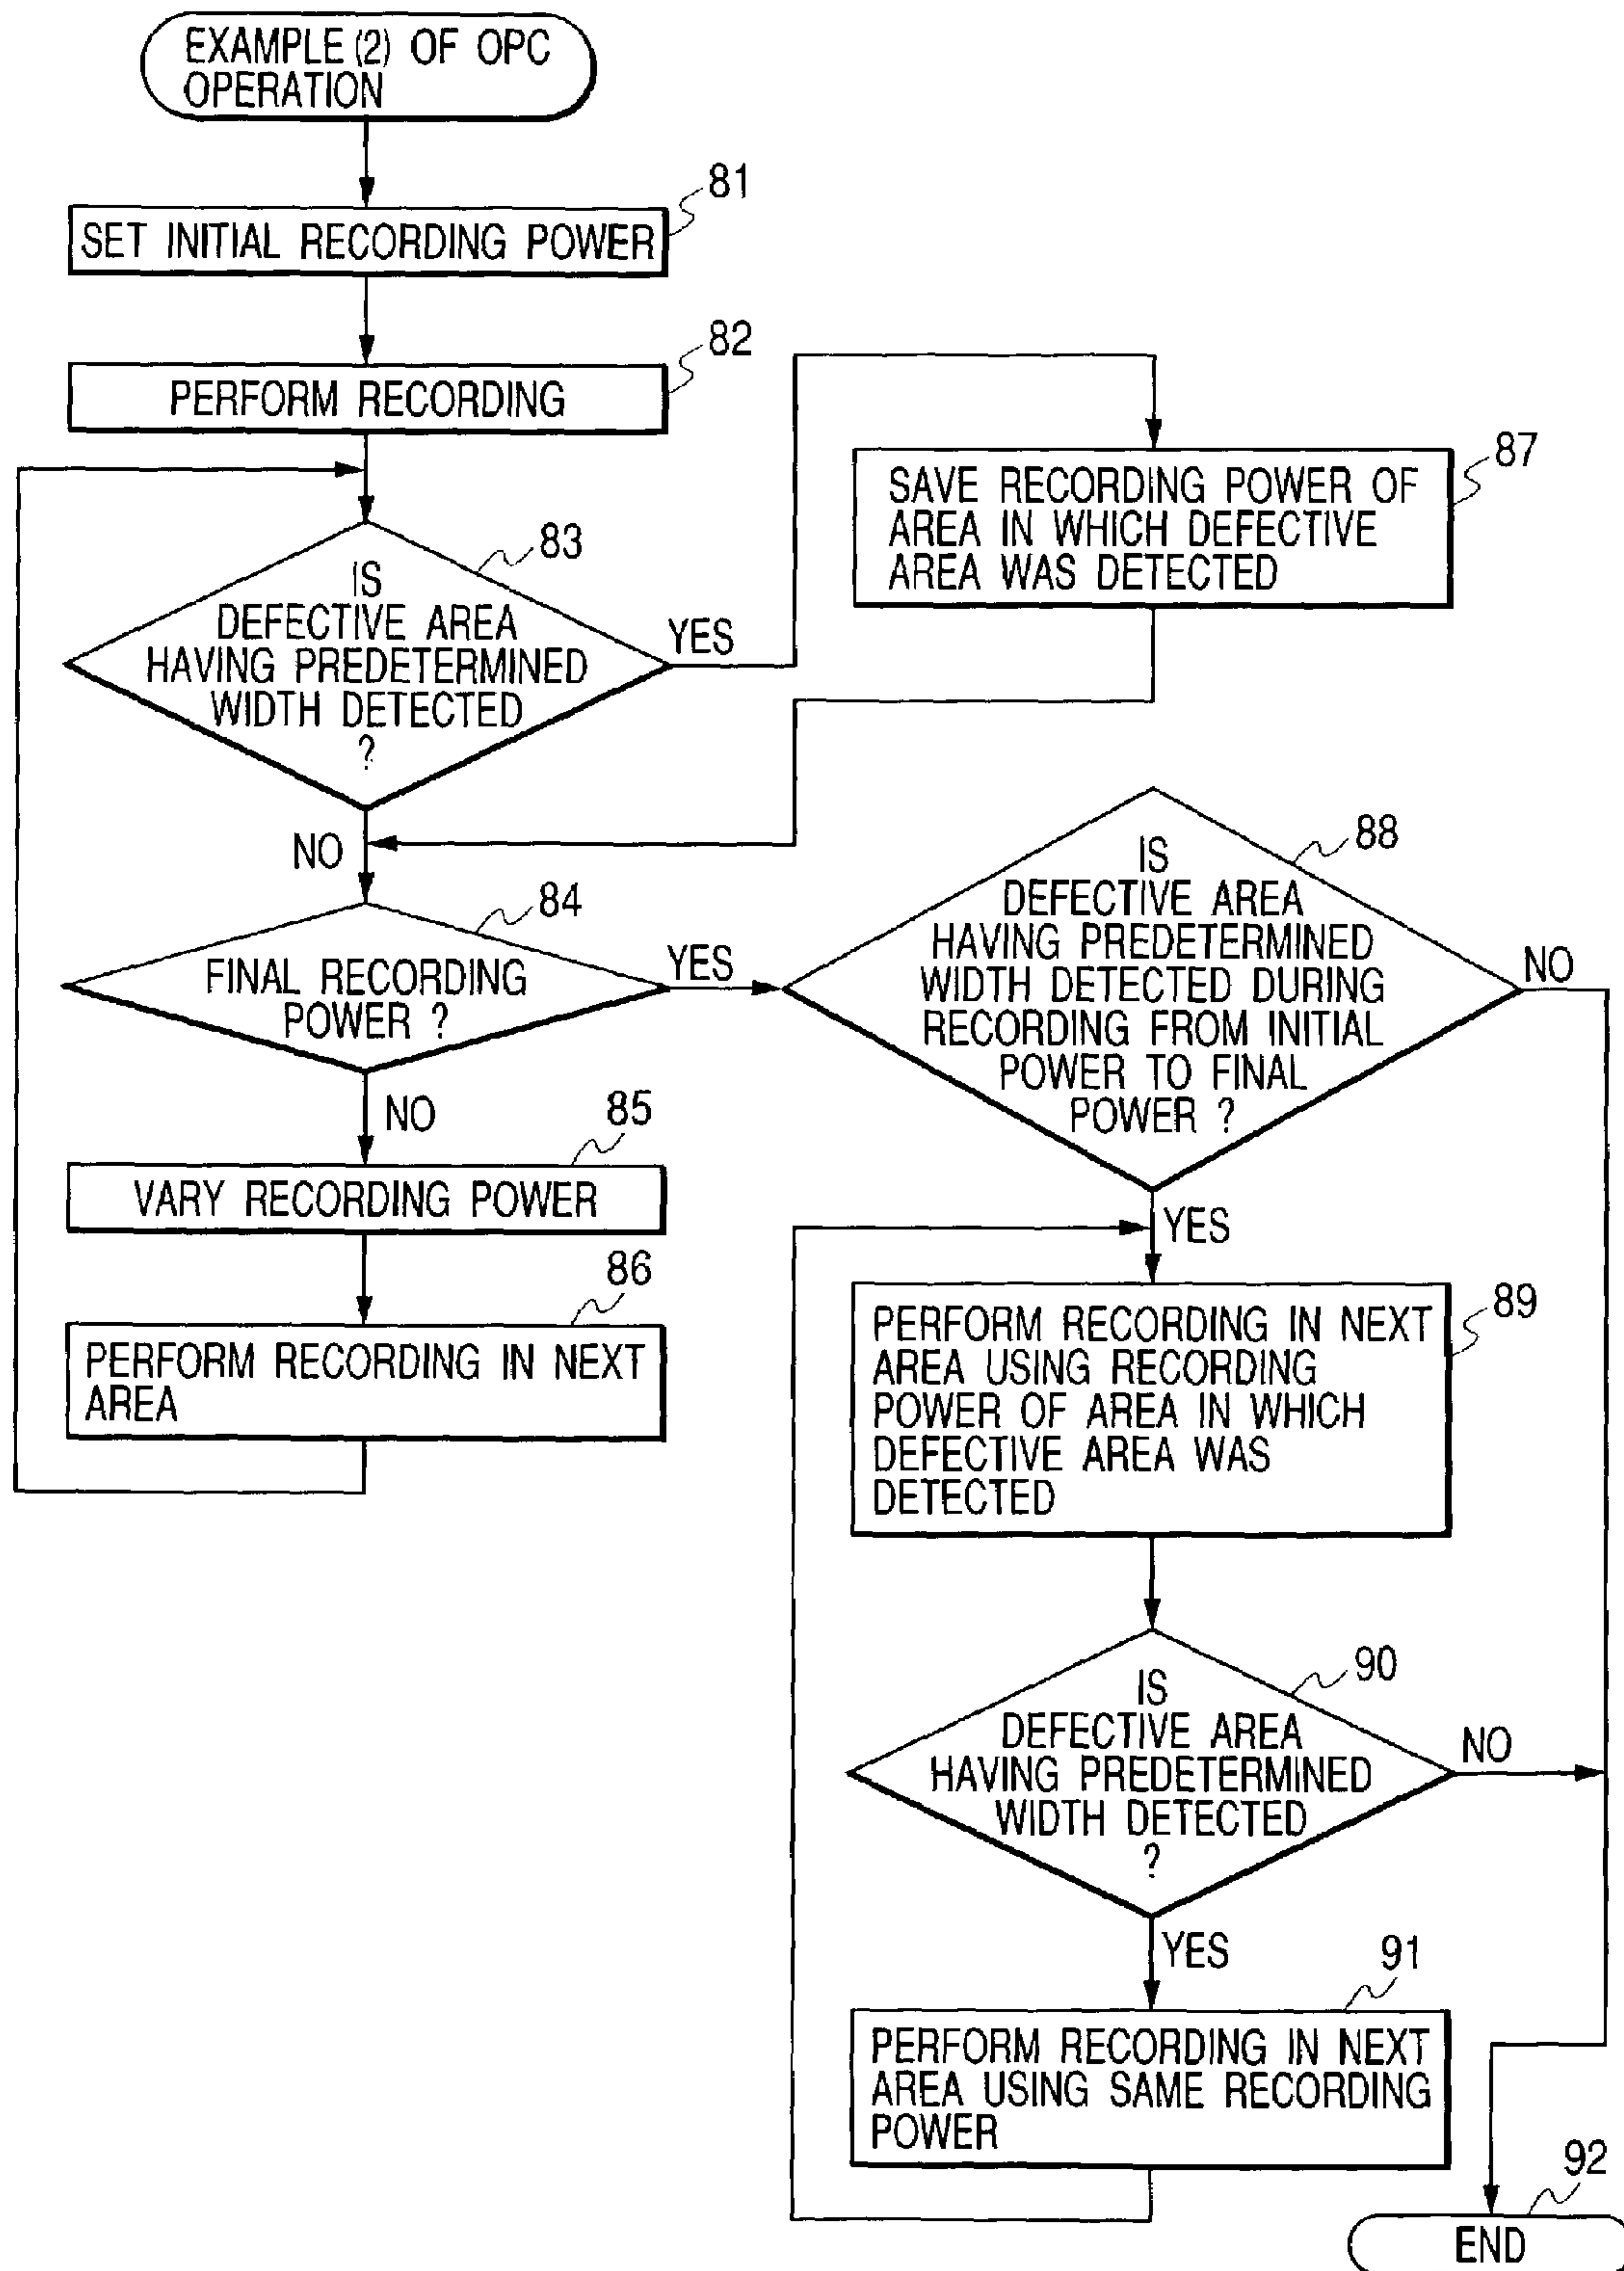 EXAMPLE (2) OF OPC
OPERATION
81
SET INITIAL RECORDING POWER
82
PERFORM RECORDING
83
IS
DEFECTIVE AREA
HAVING PREDETERMINED
WIDTH DETECTED
?
YES
NO
87
SAVE RECORDING POWER OF
AREA IN WHICH DEFECTIVE
AREA WAS DETECTED
84
FINAL RECORDING
POWER ?
YES
NO
85
VARY RECORDING POWER
86
PERFORM RECORDING IN NEXT
AREA
88
IS
DEFECTIVE AREA
HAVING PREDETERMINED
WIDTH DETECTED DURING
RECORDING FROM INITIAL
POWER TO FINAL
POWER ?
NO
YES
89
PERFORM RECORDING IN NEXT
AREA USING RECORDING
POWER OF AREA IN WHICH
DEFECTIVE AREA WAS
DETECTED
90
IS
DEFECTIVE AREA
HAVING PREDETERMINED
WIDTH DETECTED
?
NO
YES
91
PERFORM RECORDING IN NEXT
AREA USING SAME RECORDING
POWER
92
END